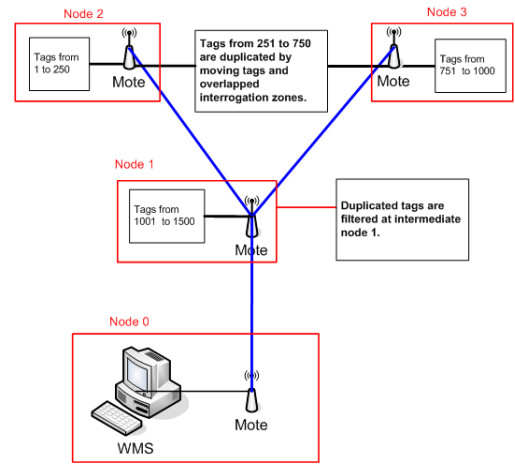 Node 2
Node 3
Tags from
1 to 250
Mote
Tags from 251 to 750
are duplicated by
moving tags and
overlapped
interrogation zones.
Mote
Tags from
751 to 1000
Node 1
Tags from
1001 to 1500
Mote
Duplicated tags are
filtered at intermediate
node 1.
Node 0
WMS
Mote